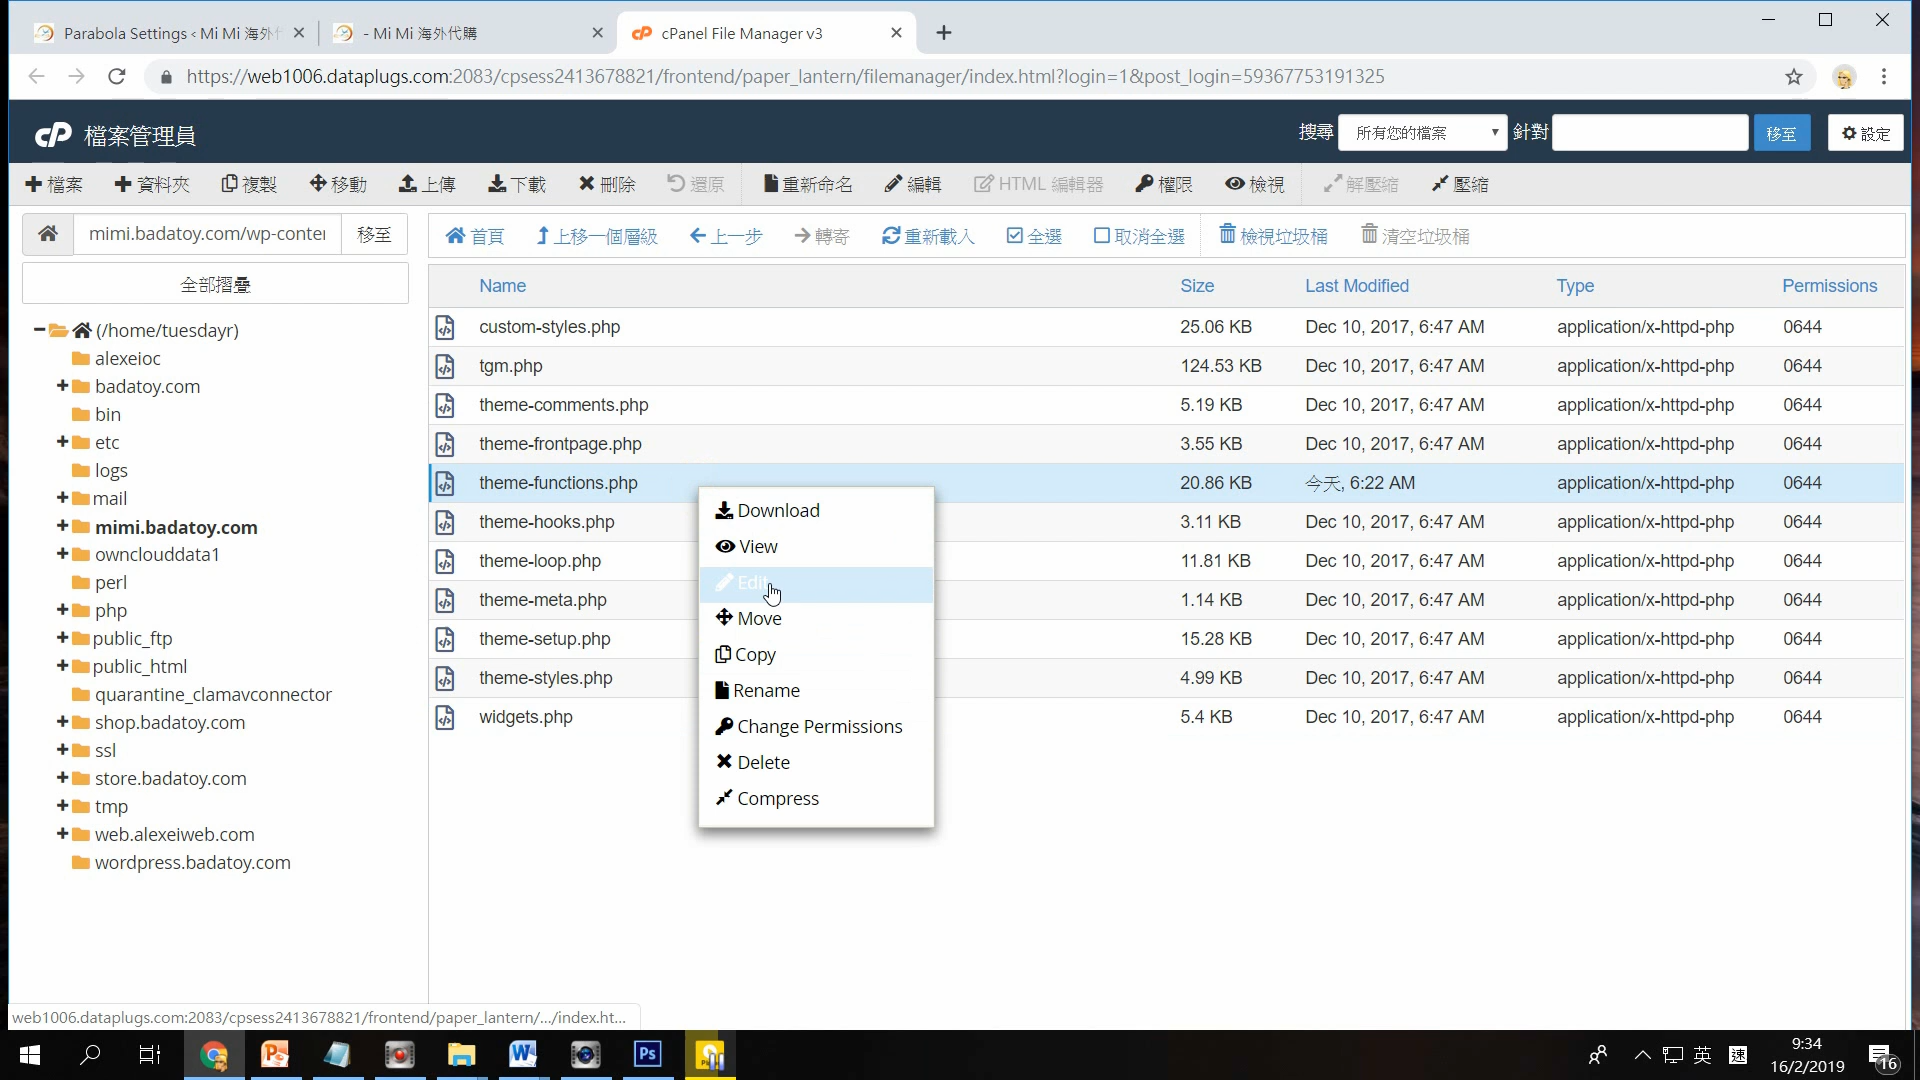 Parabola Settings ‹ Mi Mi 海外
- Mi Mi 海外代購
cPanel File Manager v3
https://web1006.dataplugs.com:2083/cpsess2413678821/frontend/paper_lantern/filemanager/index.html?login=1&post_login=59367753191325
cP 檔案管理員
搜尋 所有您的檔案 針對 移至 設定
檔案 資料夾 複製 移動 上傳 下載 刪除 還原 重新命名 編輯 HTML 編輯器 權限 檢視 解壓縮 壓縮
mimi.badatoy.com/wp-conter 移至
首頁 上移一個層級 上一步 轉寄 重新載入 全選 取消全選 檢視垃圾桶 清空垃圾桶
全部摺疊
(/home/tuesdayr)
alexeioc
badatoy.com
bin
etc
logs
mail
mimi.badatoy.com
ownclouddata1
perl
php
public_ftp
public_html
quarantine_clamavconnector
shop.badatoy.com
ssl
store.badatoy.com
tmp
web.alexeiweb.com
wordpress.badatoy.com
Name Size Last Modified Type Permissions
custom-styles.php 25.06 KB Dec 10, 2017, 6:47 AM application/x-httpd-php 0644
tgm.php 124.53 KB Dec 10, 2017, 6:47 AM application/x-httpd-php 0644
theme-comments.php 5.19 KB Dec 10, 2017, 6:47 AM application/x-httpd-php 0644
theme-frontpage.php 3.55 KB Dec 10, 2017, 6:47 AM application/x-httpd-php 0644
theme-functions.php 20.86 KB 今天, 6:22 AM application/x-httpd-php 0644
theme-hooks.php 3.11 KB Dec 10, 2017, 6:47 AM application/x-httpd-php 0644
theme-loop.php 11.81 KB Dec 10, 2017, 6:47 AM application/x-httpd-php 0644
theme-meta.php 1.14 KB Dec 10, 2017, 6:47 AM application/x-httpd-php 0644
theme-setup.php 15.28 KB Dec 10, 2017, 6:47 AM application/x-httpd-php 0644
theme-styles.php 4.99 KB Dec 10, 2017, 6:47 AM application/x-httpd-php 0644
widgets.php 5.4 KB Dec 10, 2017, 6:47 AM application/x-httpd-php 0644
Download
View
Edit
Move
Copy
Rename
Change Permissions
Delete
Compress
web1006.dataplugs.com:2083/cpsess2413678821/frontend/paper_lantern/.../index.ht...
英 速
9:34
16/2/2019
16
Ps